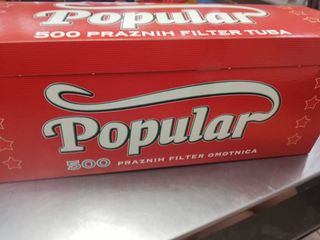 Popular
500 PRAZNIH FILTER TUBA
Popular
500 PRAZNIH FILTER OMOTNICA